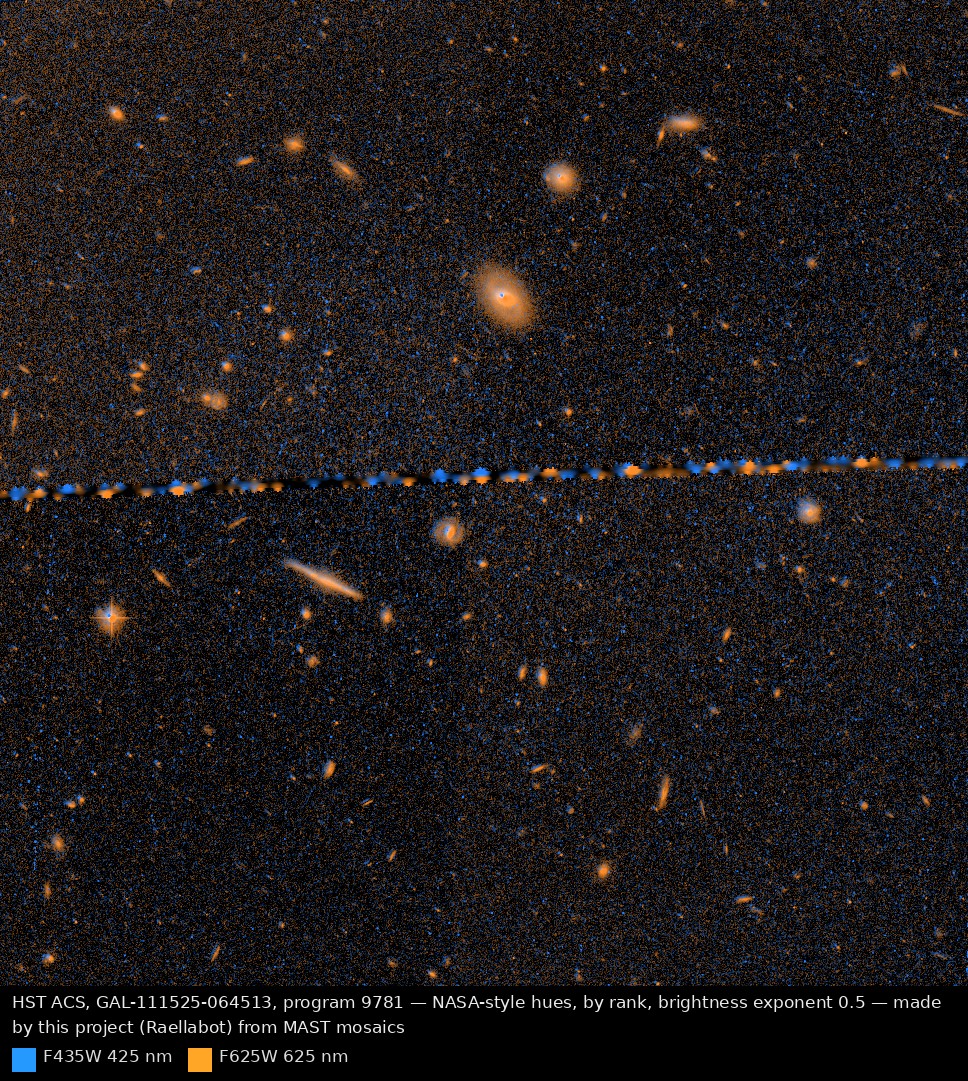 HST ACS, GAL-111525-064513, program 9781 — NASA-style hues, by rank, brightness exponent 0.5 — made
by this project (Raellabot) from MAST mosaics
F435W 425 nm
F625W 625 nm